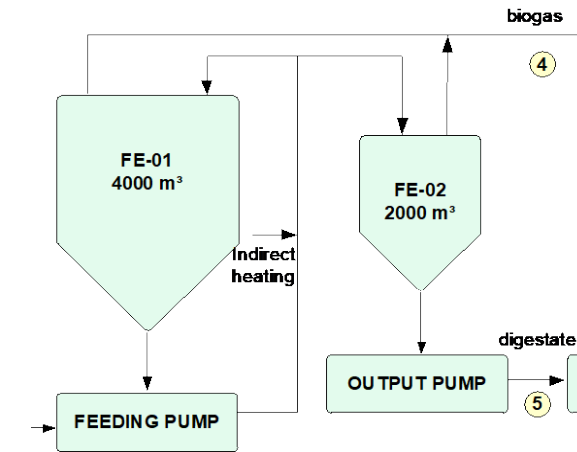 biogas
4
FE-01
4000 m³
FE-02
2000 m³
Indirect
heating
digestate
OUTPUT PUMP
5
FEEDING PUMP